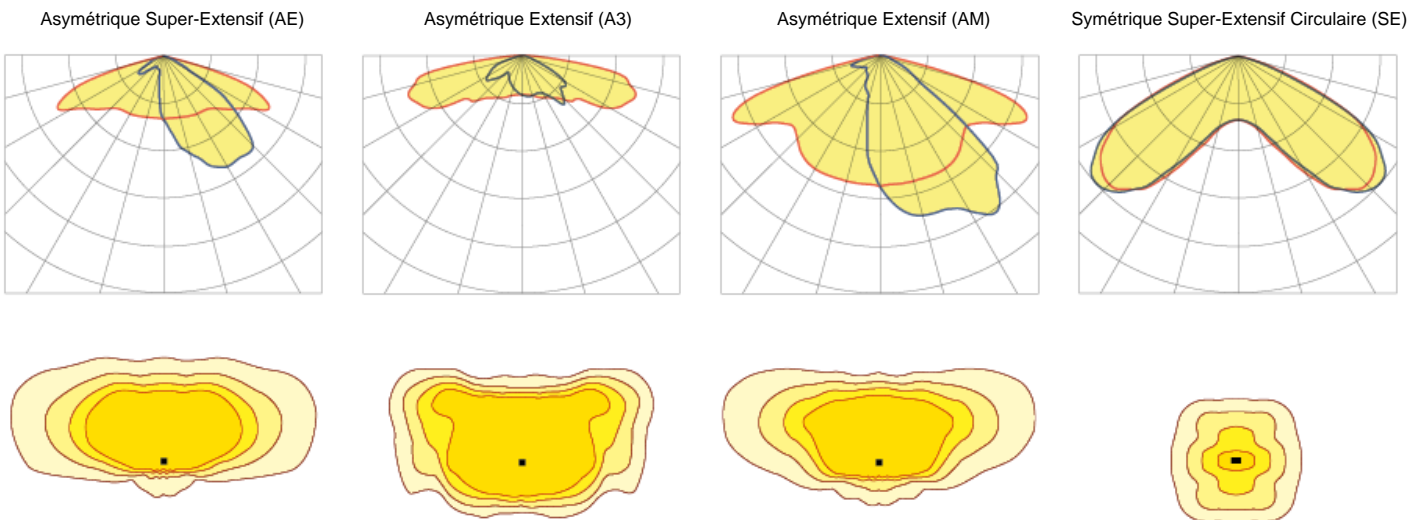 Asymétrique Super-Extensif (AE)
Asymétrique Extensif (A3)
Asymétrique Extensif (AM)
Symétrique Super-Extensif Circulaire (SE)